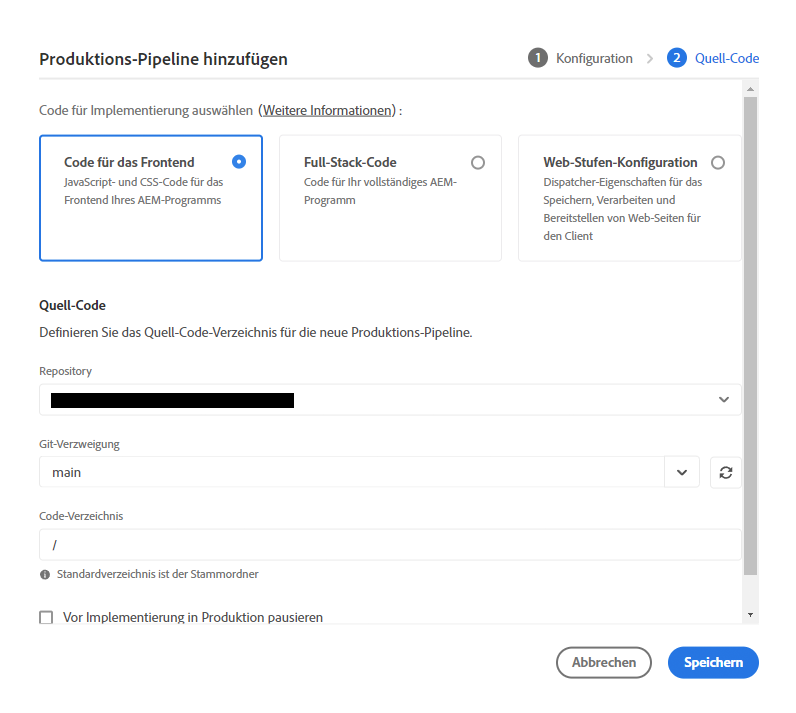 Produktions-Pipeline hinzufügen
1 Konfiguration
2 Quell-Code
Code für Implementierung auswählen (Weitere Informationen) :
Code für das Frontend
JavaScript- und CSS-Code für das
Frontend Ihres AEM-Programms
Full-Stack-Code
Code für Ihr vollständiges AEM-
Programm
Web-Stufen-Konfiguration
Dispatcher-Eigenschaften für das
Speichern, Verarbeiten und
Bereitstellen von Web-Seiten für
den Client
Quell-Code
Definieren Sie das Quell-Code-Verzeichnis für die neue Produktions-Pipeline.
Repository
Git-Verzweigung
main
Code-Verzeichnis
/
Standardverzeichnis ist der Stammordner
Vor Implementierung in Produktion pausieren
Abbrechen
Speichern